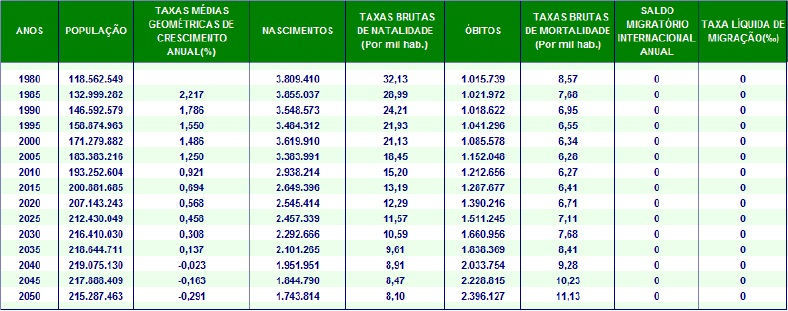 ANOS POPULAÇÃO TAXAS MÉDIAS GEOMÉTRICAS DE CRESCIMENTO ANUAL(%) NASCIMENTOS TAXAS BRUTAS DE NATALIDADE (Por mil hab.) ÓBITOS TAXAS BRUTAS DE MORTALIDADE (Por mil hab.) SALDO MIGRATÓRIO INTERNACIONAL ANUAL TAXA LÍQUIDA DE MIGRAÇÃO(‰)
1980 118.562.549 3.809.410 32,13 1.015.739 8,57 0 0
1985 132.999.282 2,217 3.855.037 28,99 1.021.972 7,68 0 0
1990 146.592.579 1,786 3.548.573 24,21 1.018.622 6,95 0 0
1995 158.874.963 1,550 3.484.312 21,93 1.041.296 6,55 0 0
2000 171.279.882 1,486 3.619.910 21,13 1.085.578 6,34 0 0
2005 183.383.216 1,250 3.383.991 18,45 1.152.048 6,28 0 0
2010 193.252.604 0,921 2.938.214 15,20 1.212.656 6,27 0 0
2015 200.881.685 0,694 2.649.396 13,19 1.287.677 6,41 0 0
2020 207.143.243 0,568 2.545.414 12,29 1.390.216 6,71 0 0
2025 212.430.049 0,458 2.457.339 11,57 1.511.245 7,11 0 0
2030 216.410.030 0,308 2.292.666 10,59 1.660.956 7,68 0 0
2035 218.644.711 0,137 2.101.265 9,61 1.838.369 8,41 0 0
2040 219.075.130 -0,023 1.951.951 8,91 2.033.754 9,28 0 0
2045 217.888.409 -0,163 1.844.790 8,47 2.228.815 10,23 0 0
2050 215.287.463 -0,291 1.743.814 8,10 2.396.127 11,13 0 0